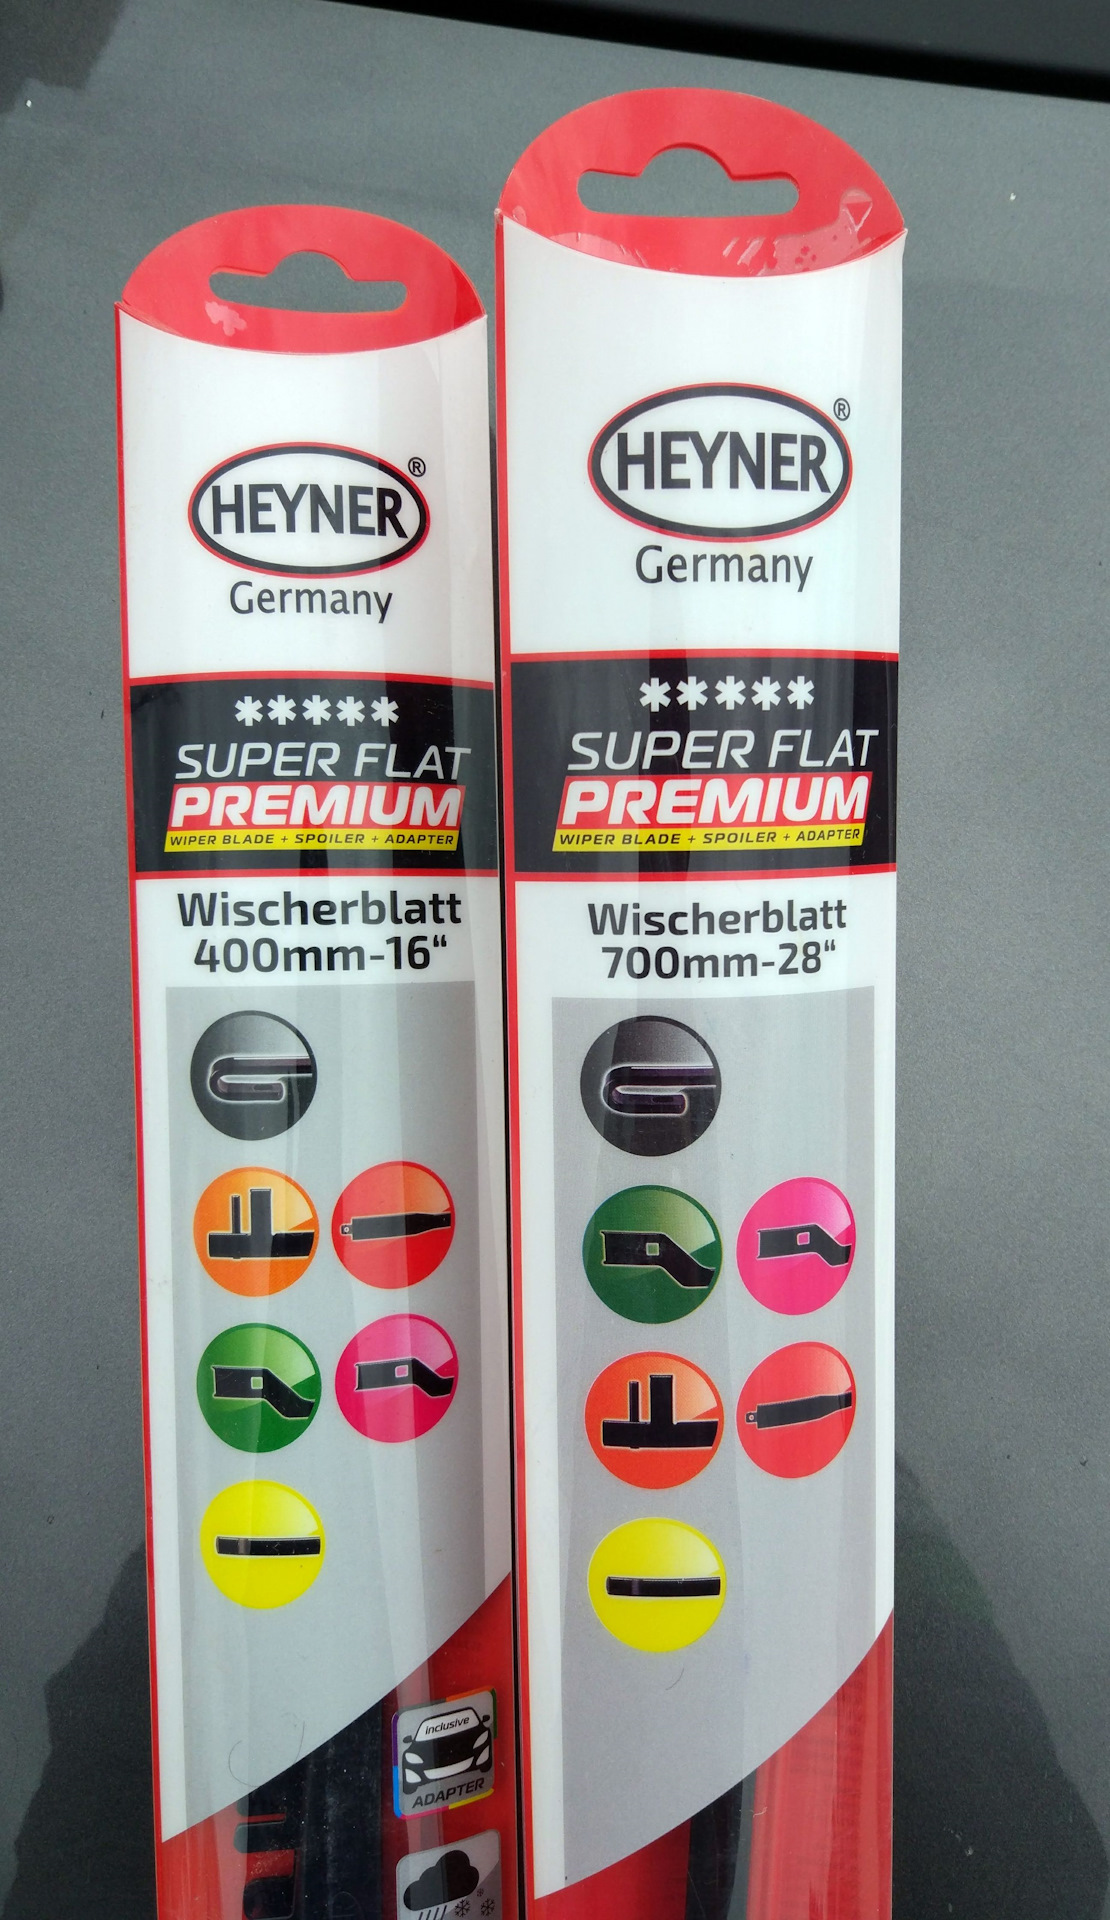 HEYNER®
Germany
*****
SUPER FLAT
PREMIUM
WIPER BLADE + SPOILER + ADAPTER
Wischerblatt
400mm-16“
inclusive
ADAPTER
HEYNER®
Germany
*****
SUPER FLAT
PREMIUM
WIPER BLADE + SPOILER + ADAPTER
Wischerblatt
700mm-28“